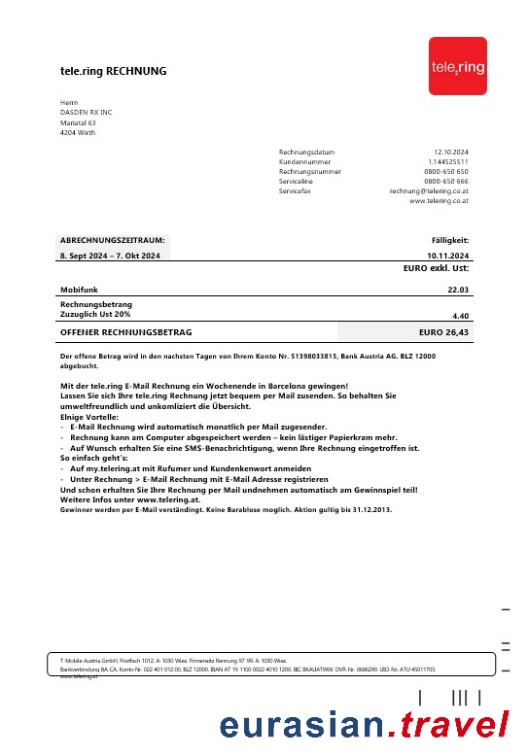 tele.ring RECHNUNG
tele.ring
Herrn
DASDEN RX INC
Mariatal 63
4204 Wirth
Rechnungsdatum 12.10.2024
Kundennummer 1.144525511
Rechnungsnummer 0800-650 650
Serviceline 0800-650 666
Servicefax rechnung@telering.co.at
www.telering.co.at
ABRECHNUNGSZEITRAUM: Fälligkeit:
8. Sept 2024 – 7. Okt 2024 10.11.2024
EURO exkl. Ust:
Mobifunk 22.03
Rechnungsbetrang
Zuzuglich Ust 20% 4.40
OFFENER RECHNUNGSBETRAG EURO 26,43
Der offene Betrag wird in den nachsten Tagen von Ihrem Konto Nr. 51398033815, Bank Austria AG. BLZ 12000
abgebucht.
Mit der tele.ring E-Mail Rechnung ein Wochenende in Barcelona gewingen!
Lassen Sie sich Ihre tele.ring Rechnung jetzt bequem per Mail zusenden. So behalten Sie
umweltfreundlich und unkomliziert die Übersicht.
Elnige Vortelle:
- E-Mail Rechnung wird automatisch monatlich per Mail zugesender.
- Rechnung kann am Computer abgespeichert werden – kein lästiger Papierkram mehr.
- Auf Wunsch erhalten Sie eine SMS-Benachrichtigung, wenn Ihre Rechnung eingetroffen ist.
So einfach geht's:
- Auf my.telering.at mit Rufumer und Kundenkenwort anmeiden
- Unter Rechnung > E-Mail Rechnung mit E-Mail Adresse registrieren
Und schon erhalten Sie Ihre Rechnung per Mail undnehmen automatisch am Gewinnspiel teil!
Weitere Infos unter www.telering.at.
Gewinner werden per E-Mail verständingt. Keine Barablose moglich. Aktion gultig bis 31.12.2013.
T-Mobile Austria GmbH, Postfach 1012. A-1030 Wiez. Firmensitz Rennung 97-99. A-1030 Wiez.
Bankverbindung BA-CA, Konto Nr. 022 401 012 00. BLZ 12000, IBAN AT 19 1100 0022 4010 1200. BIC BKAUATWW. DVR-Nr. 0686290. UID-Nr. ATU 45011703.
www.telering.at
eurasian.travel